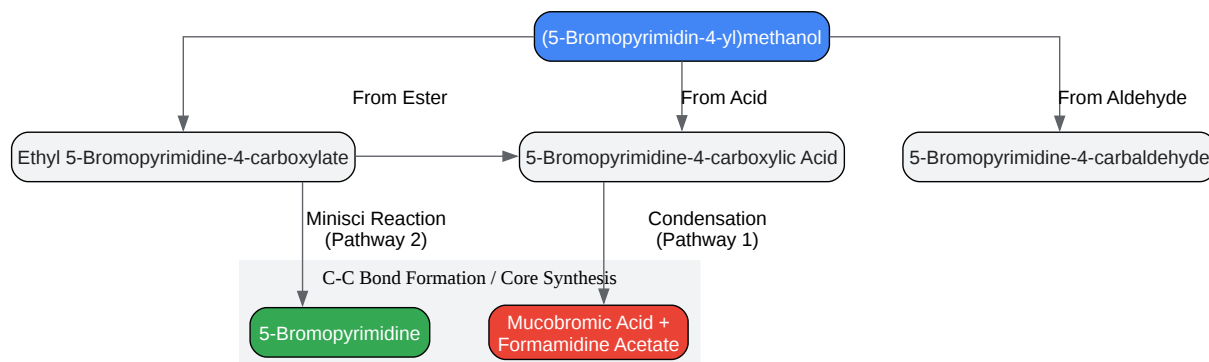 (5-Bromopyrimidin-4-yl)methanol
From Ester
From Acid
From Aldehyde
Ethyl 5-Bromopyrimidine-4-carboxylate
5-Bromopyrimidine-4-carboxylic Acid
5-Bromopyrimidine-4-carbaldehyde
Minisci Reaction
(Pathway 2)
Condensation
(Pathway 1)
C-C Bond Formation / Core Synthesis
5-Bromopyrimidine
Mucobromic Acid +
Formamidine Acetate